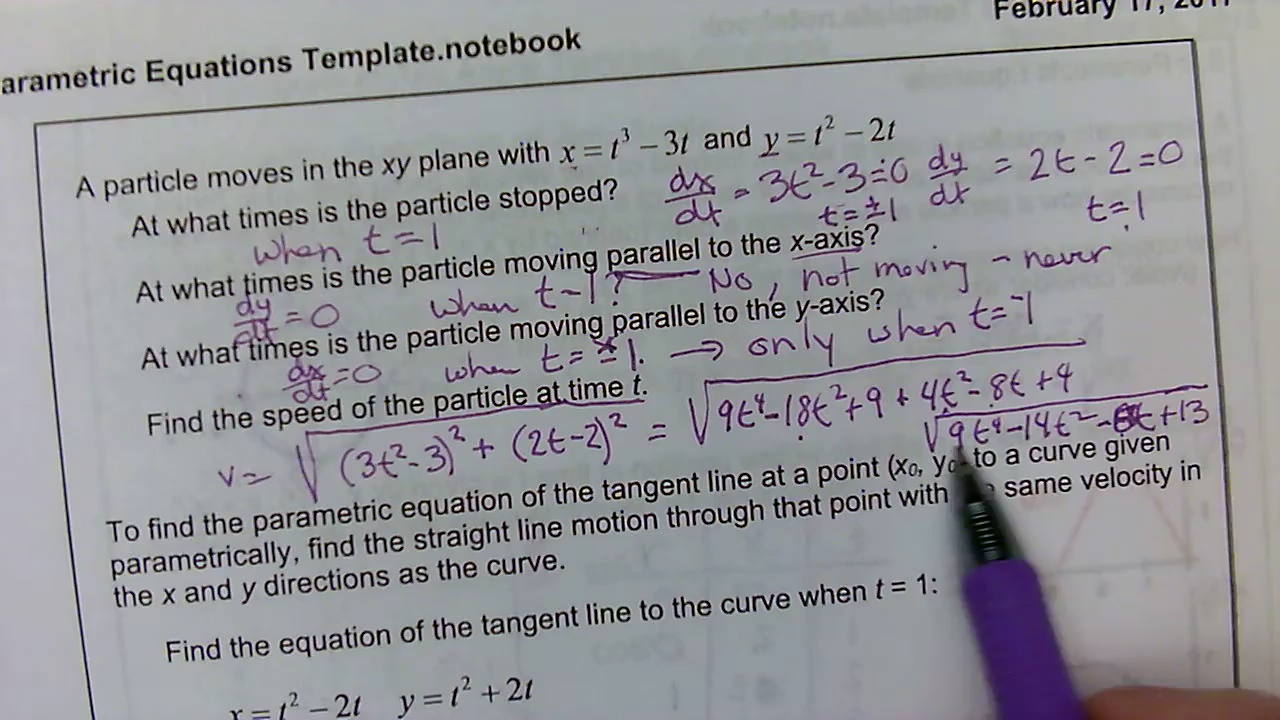 February 17, 201
arametric Equations Template.notebook
A particle moves in the xy plane with x = t³ − 3t and y = t² − 2t
At what times is the particle stopped? dx/dt = 3t² − 3 = 0 dy/dt = 2t − 2 = 0
when t = 1 t = ±1 t = 1
At what times is the particle moving parallel to the x-axis?
dy/dt = 0 when t = 1? No, not moving – never
At what times is the particle moving parallel to the y-axis?
dx/dt = 0 when t = ±1. → only when t = -1
Find the speed of the particle at time t.
v = √(3t² − 3)² + (2t − 2)² = √9t⁴ − 18t² + 9 + 4t² − 8t + 4
√9t⁴ − 14t² − 8t + 13
To find the parametric equation of the tangent line at a point (x₀, y₀ to a curve given
parametrically, find the straight line motion through that point with same velocity in
the x and y directions as the curve.
Find the equation of the tangent line to the curve when t = 1:
x = t² − 2t y = t² + 2t